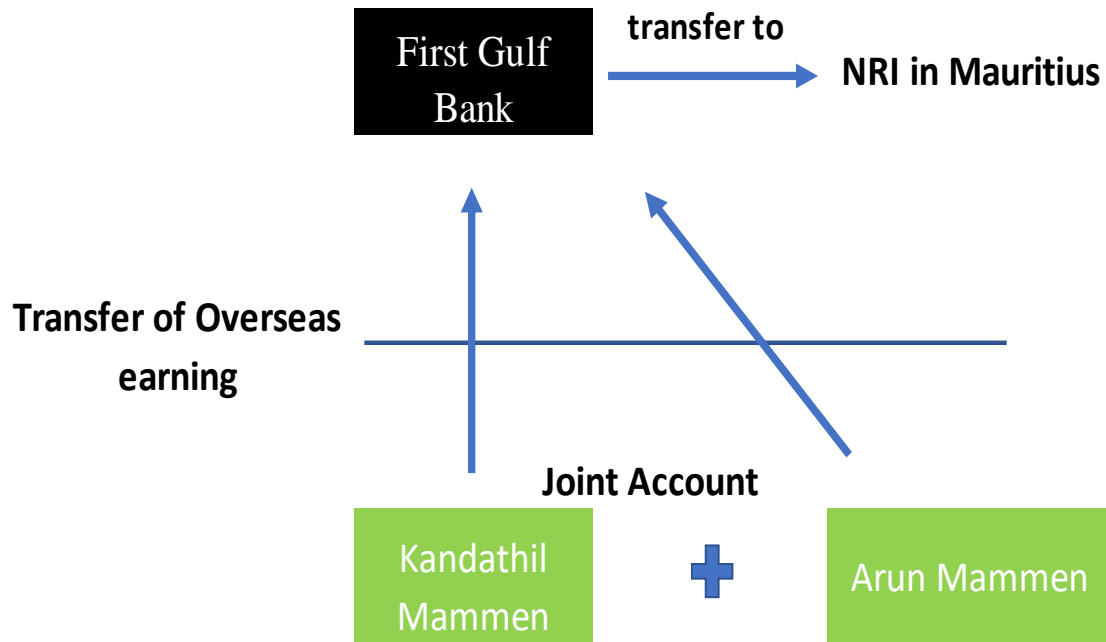 First Gulf
Bank
transfer to
NRI in Mauritius
Transfer of Overseas
earning
Joint Account
Kandathil
Mammen
Arun Mammen